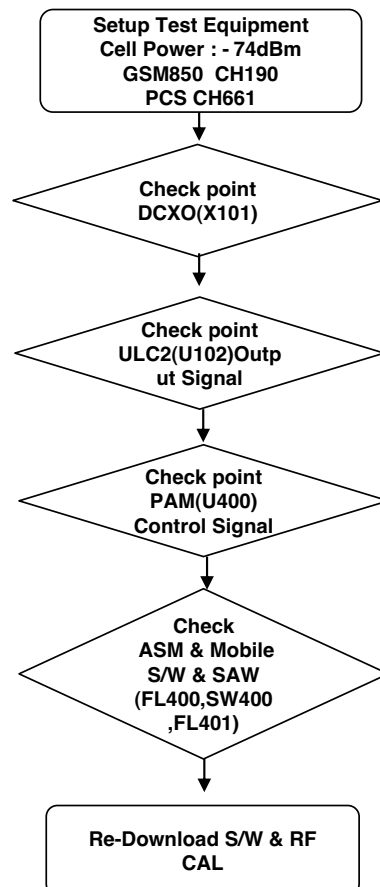 Setup Test Equipment
Cell Power : - 74dBm
GSM850 CH190
PCS CH661
Check point
DCXO(X101)
Check point
ULC2(U102)Outp
ut Signal
Check point
PAM(U400)
Control Signal
Check
ASM & Mobile
S/W & SAW
(FL400,SW400
,FL401)
Re-Download S/W & RF
CAL